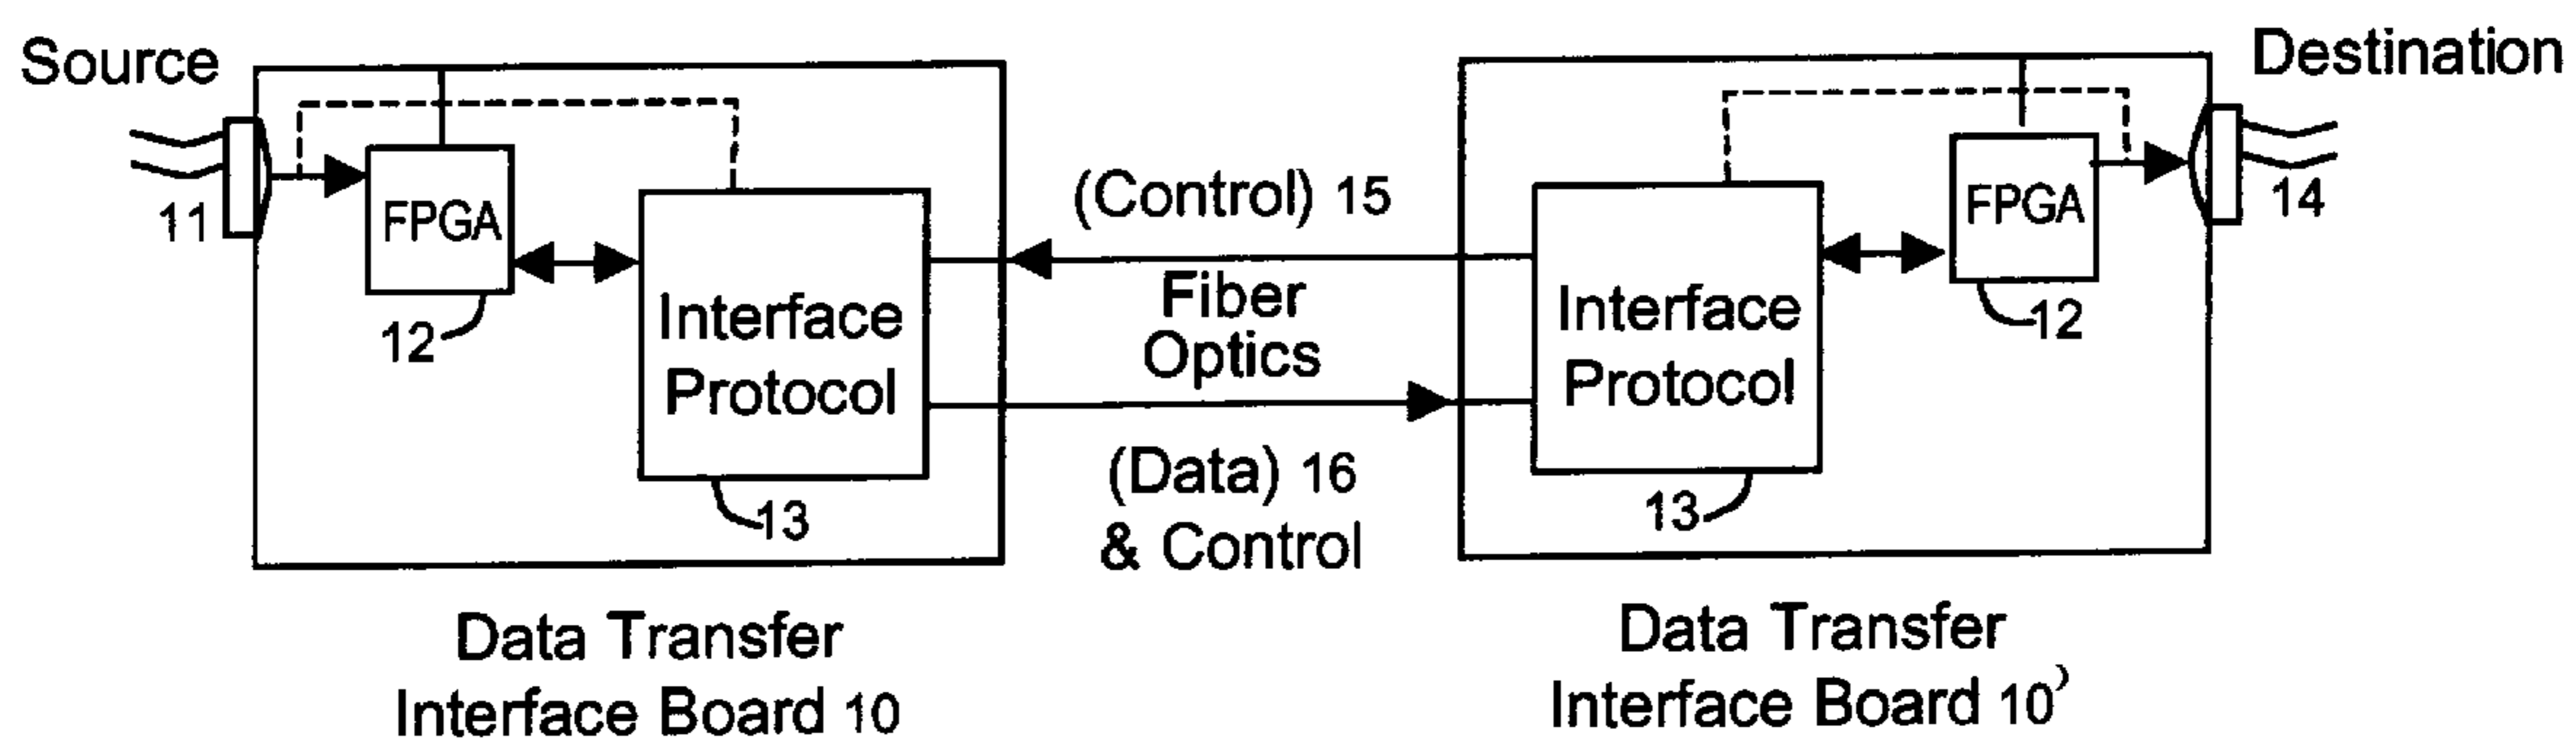 Source
Destination
11
FPGA
12
Interface
Protocol
13
(Control) 15
Fiber
Optics
(Data) 16
& Control
Interface
Protocol
13
FPGA
12
14
Data Transfer
Interface Board 10
Data Transfer
Interface Board 10'